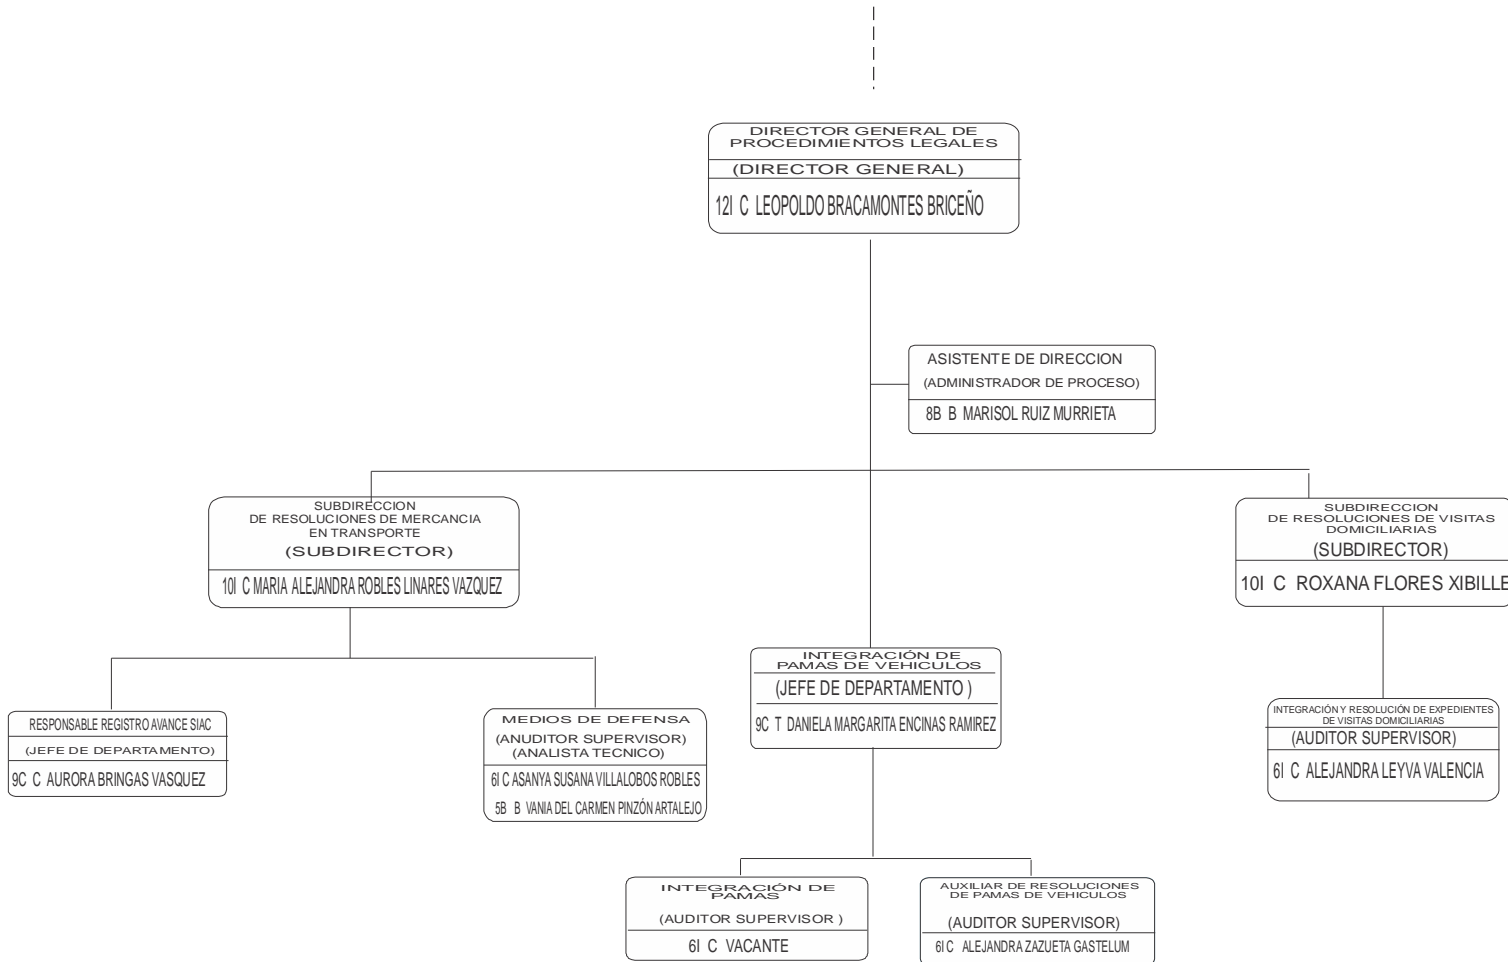 DIRECTOR GENERAL DE
PROCEDIMIENTOS LEGALES
(DIRECTOR GENERAL)
12I C LEOPOLDO BRACAMONTES BRICEÑO
ASISTENTE DE DIRECCION
(ADMINISTRADOR DE PROCESO)
8B B MARISOL RUIZ MURRIETA
SUBDIRECCION
DE RESOLUCIONES DE MERCANCIA
EN TRANSPORTE
(SUBDIRECTOR)
10I C MARIA ALEJANDRA ROBLES LINARES VAZQUEZ
SUBDIRECCION
DE RESOLUCIONES DE VISITAS
DOMICILIARIAS
(SUBDIRECTOR)
10I C ROXANA FLORES XIBILLE
INTEGRACIÓN DE
PAMAS DE VEHICULOS
(JEFE DE DEPARTAMENTO )
9C T DANIELA MARGARITA ENCINAS RAMIREZ
RESPONSABLE REGISTRO AVANCE SIAC
(JEFE DE DEPARTAMENTO)
9C C AURORA BRINGAS VASQUEZ
MEDIOS DE DEFENSA
(ANUDITOR SUPERVISOR)
(ANALISTA TECNICO)
6I C ASANYA SUSANA VILLALOBOS ROBLES
5B B VANIA DEL CARMEN PINZÓN ARTALEJO
INTEGRACIÓN Y RESOLUCIÓN DE EXPEDIENTES
DE VISITAS DOMICILIARIAS
(AUDITOR SUPERVISOR)
6I C ALEJANDRA LEYVA VALENCIA
INTEGRACIÓN DE
PAMAS
(AUDITOR SUPERVISOR )
6I C VACANTE
AUXILIAR DE RESOLUCIONES
DE PAMAS DE VEHICULOS
(AUDITOR SUPERVISOR)
6I C ALEJANDRA ZAZUETA GASTELUM